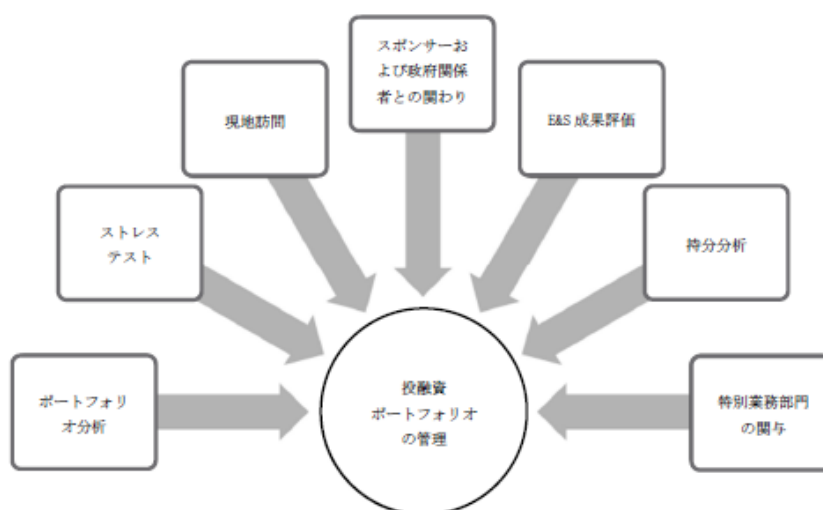 スポンサーお
よび政府関係
者との関わり
現地訪問
E&S 成果評価
ストレス
テスト
持分分析
ポートフォリ
オ分析
投融資
ポートフォリオ
の管理
特別業務部門
の関与